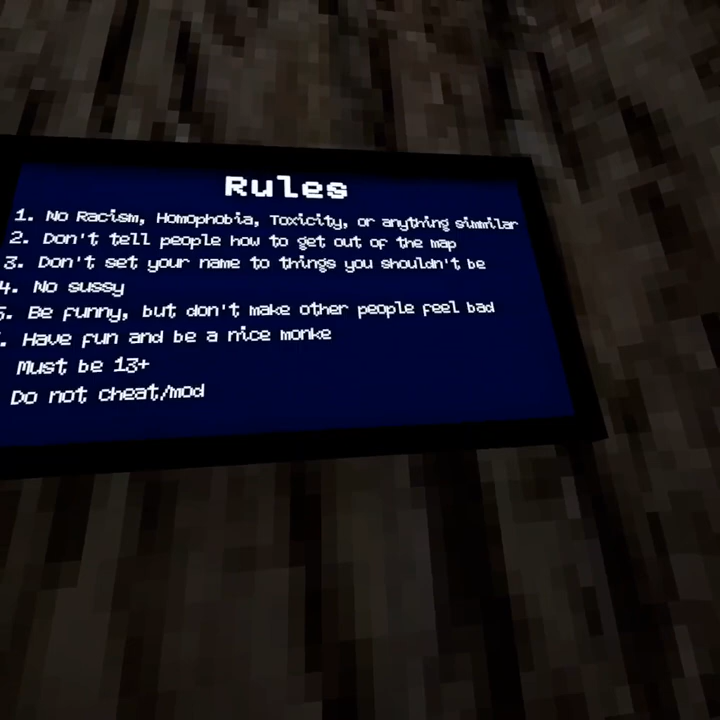 Rules
1. No Racism, Homophobia, Toxicity, or anything simmilar
2. Don't tell people how to get out of the map
3. Don't set your name to things you shouldn't be
4. No sussy
5. Be funny, but don't make other people feel bad
. Have fun and be a nice monke
Must be 13+
Do not cheat/mod